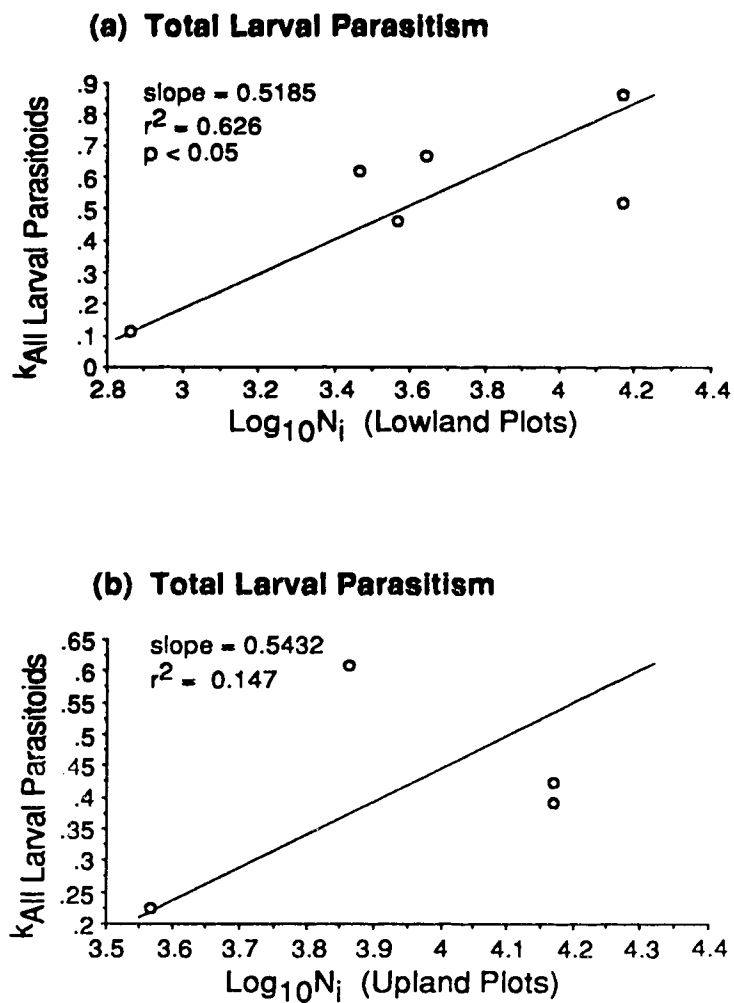 (a) Total Larval Parasitism
kAll Larval Parasitoids
slope = 0.5185
r2 = 0.626
p < 0.05
.9
.8
.7
.6
.5
.4
.3
.2
.1
0
2.8 3 3.2 3.4 3.6 3.8 4 4.2 4.4
Log10Ni (Lowland Plots)
(b) Total Larval Parasitism
kAll Larval Parasitoids
slope = 0.5432
r2 = 0.147
.65
.6
.55
.5
.45
.4
.35
.3
.25
.2
3.5 3.6 3.7 3.8 3.9 4 4.1 4.2 4.3 4.4
Log10Ni (Upland Plots)